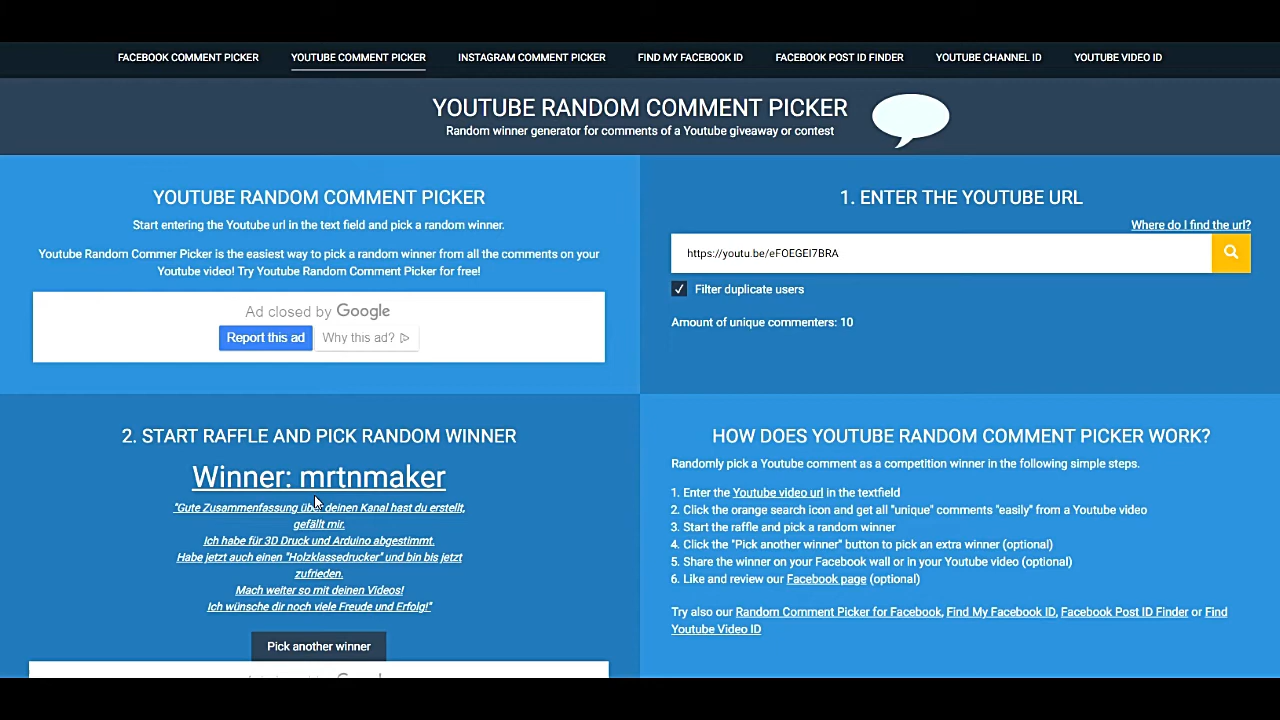 FACEBOOK COMMENT PICKER YOUTUBE COMMENT PICKER INSTAGRAM COMMENT PICKER FIND MY FACEBOOK ID FACEBOOK POST ID FINDER YOUTUBE CHANNEL ID YOUTUBE VIDEO ID
YOUTUBE RANDOM COMMENT PICKER
Random winner generator for comments of a Youtube giveaway or contest
YOUTUBE RANDOM COMMENT PICKER
Start entering the Youtube url in the text field and pick a random winner.
Youtube Random Commer Picker is the easiest way to pick a random winner from all the comments on your
Youtube video! Try Youtube Random Comment Picker for free!
Ad closed by Google
Report this ad Why this ad?
1. ENTER THE YOUTUBE URL
Where do I find the url?
https://youtu.be/eFOEGEI7BRA
Filter duplicate users
Amount of unique commenters: 10
2. START RAFFLE AND PICK RANDOM WINNER
Winner: mrtnmaker
"Gute Zusammenfassung über deinen Kanal hast du erstellt,
gefällt mir.
Ich habe für 3D Druck und Arduino abgestimmt.
Habe jetzt auch einen "Holzklassedrucker" und bin bis jetzt
zufrieden.
Mach weiter so mit deinen Videos!
Ich wünsche dir noch viele Freude und Erfolg!"
Pick another winner
HOW DOES YOUTUBE RANDOM COMMENT PICKER WORK?
Randomly pick a Youtube comment as a competition winner in the following simple steps.
1. Enter the Youtube video url in the textfield
2. Click the orange search icon and get all "unique" comments "easily" from a Youtube video
3. Start the raffle and pick a random winner
4. Click the "Pick another winner" button to pick an extra winner (optional)
5. Share the winner on your Facebook wall or in your Youtube video (optional)
6. Like and review our Facebook page (optional)
Try also our Random Comment Picker for Facebook, Find My Facebook ID, Facebook Post ID Finder or Find
Youtube Video ID